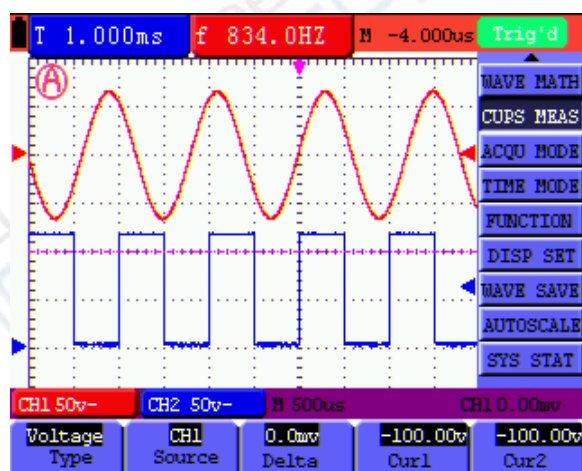 T 1.000ms f 834.0HZ M -4.000us Trig'd
A
WAVE MATH
CURS MEAS
ACQU MODE
TIME MODE
FUNCTION
DISP SET
WAVE SAVE
AUTOSCALE
SYS STAT
CH1 50v~ CH2 50v~ M 500us CH1 0.00mv
Voltage CH1 0.0mv -100.00v -100.00v
Type Source Delta Cur1 Cur2